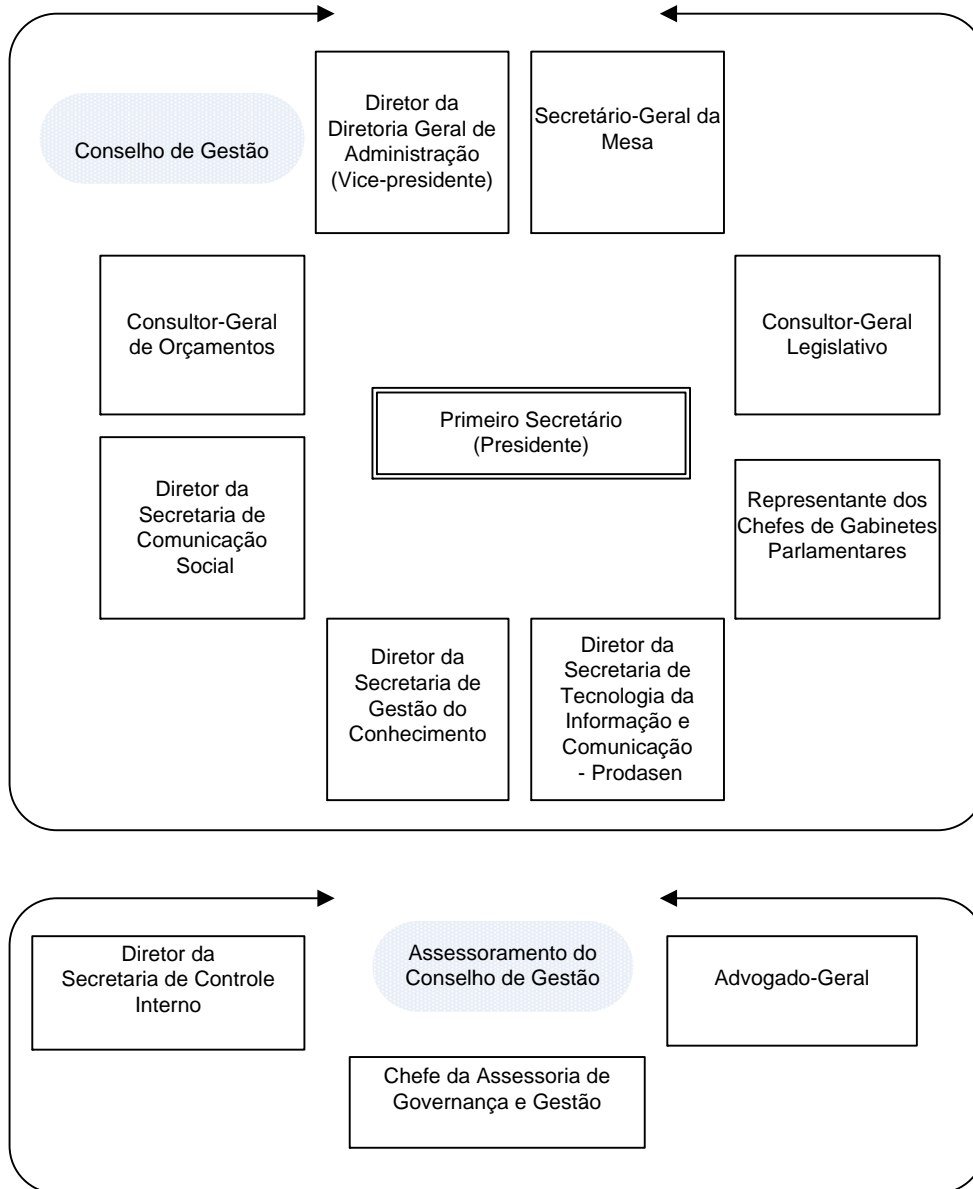 Conselho de Gestão
Diretor da
Diretoria Geral de
Administração
(Vice-presidente)
Secretário-Geral da
Mesa
Consultor-Geral
de Orçamentos
Consultor-Geral
Legislativo
Primeiro Secretário
(Presidente)
Diretor da
Secretaria de
Comunicação
Social
Representante dos
Chefes de Gabinetes
Parlamentares
Diretor da
Secretaria de
Gestão do
Conhecimento
Diretor da
Secretaria de
Tecnologia da
Informação e
Comunicação
- Prodasen
Diretor da
Secretaria de Controle
Interno
Assessoramento do
Conselho de Gestão
Advogado-Geral
Chefe da Assessoria de
Governança e Gestão